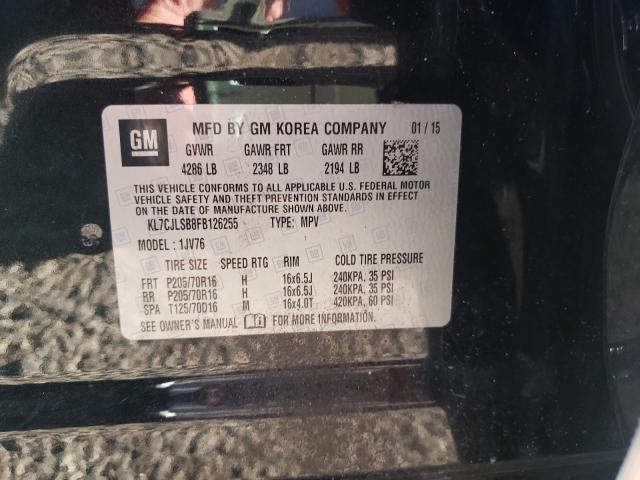 GM
MFD BY GM KOREA COMPANY 01 / 15
GVWR GAWR FRT GAWR RR
4286 LB 2348 LB 2194 LB
THIS VEHICLE CONFORMS TO ALL APPLICABLE U.S. FEDERAL MOTOR
VEHICLE SAFETY AND THEFT PREVENTION STANDARDS IN EFFECT
ON THE DATE OF MANUFACTURE SHOWN ABOVE.
KL7CJLSB8FB126255 TYPE: MPV
MODEL : 1JV76
TIRE SIZE SPEED RTG RIM COLD TIRE PRESSURE
FRT P205/70R16 H 16x6.5J 240KPA, 35 PSI
RR P205/70R16 H 16x6.5J 240KPA, 35 PSI
SPA T125/70D16 M 16x4.0T 420KPA, 60 PSI
SEE OWNER'S MANUAL FOR MORE INFORMATION.